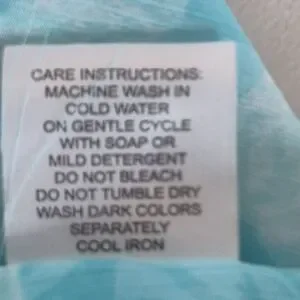 CARE INSTRUCTIONS:
MACHINE WASH IN
COLD WATER
ON GENTLE CYCLE
WITH SOAP OR
MILD DETERGENT
DO NOT BLEACH
DO NOT TUMBLE DRY
WASH DARK COLORS
SEPARATELY
COOL IRON